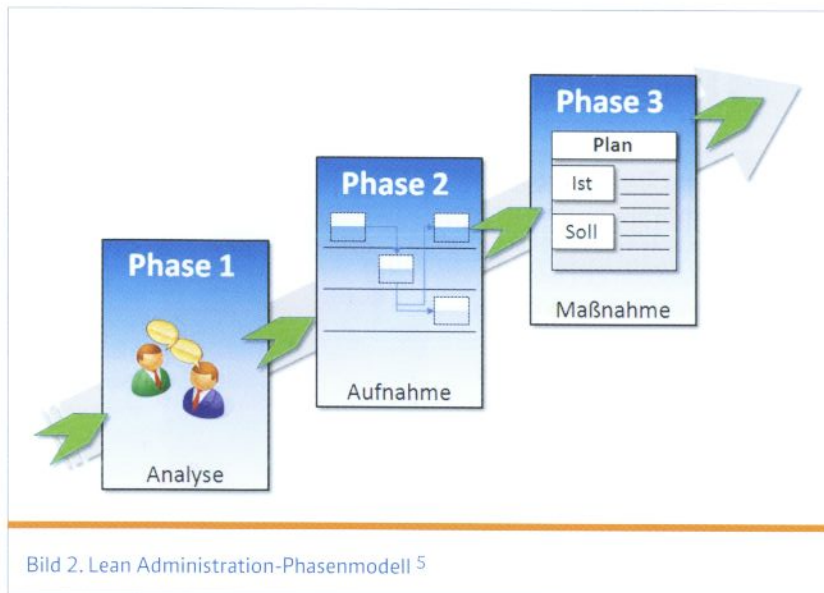 Phase 1
Analyse
Phase 2
Aufnahme
Phase 3
Plan
Ist
Soll
Maßnahme
Bild 2. Lean Administration-Phasenmodell 5